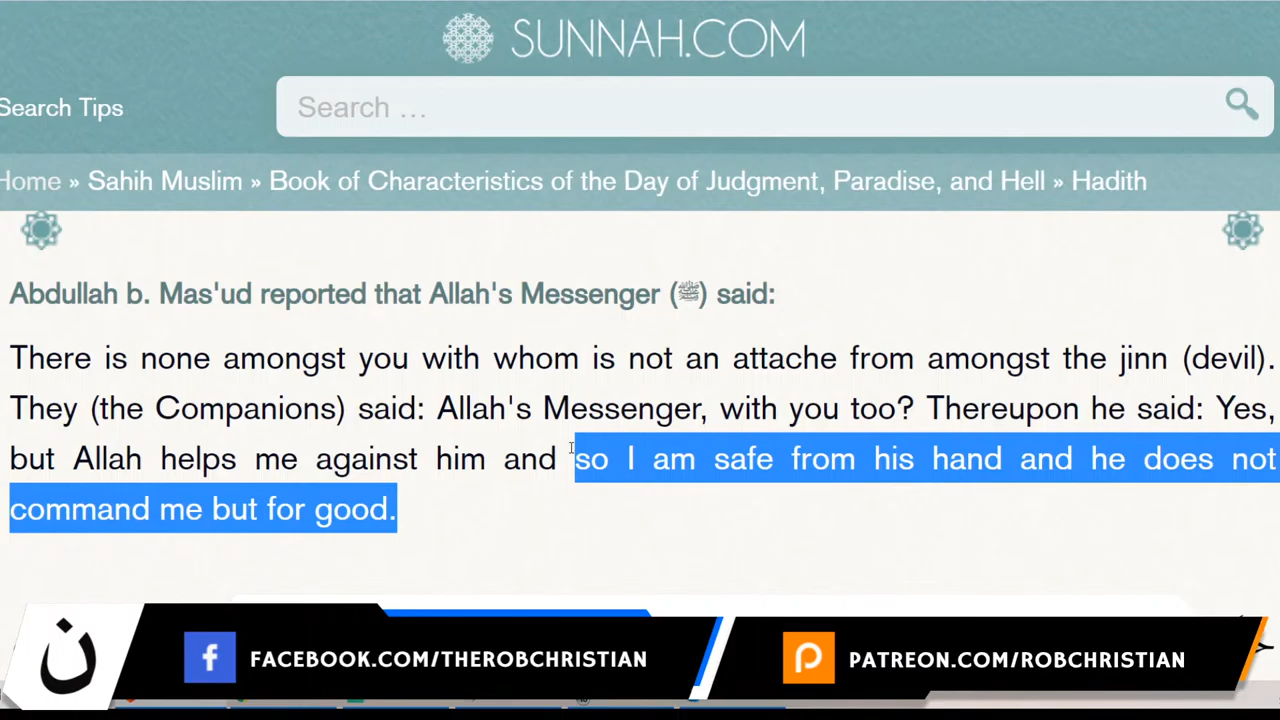 SUNNAH.COM
Search Tips
Search …
Home » Sahih Muslim » Book of Characteristics of the Day of Judgment, Paradise, and Hell » Hadith
Abdullah b. Mas'ud reported that Allah's Messenger (ﷺ) said:
There is none amongst you with whom is not an attache from amongst the jinn (devil).
They (the Companions) said: Allah's Messenger, with you too? Thereupon he said: Yes,
but Allah helps me against him and so I am safe from his hand and he does not
command me but for good.
ن
FACEBOOK.COM/THEROBCHRISTIAN
PATREON.COM/ROBCHRISTIAN